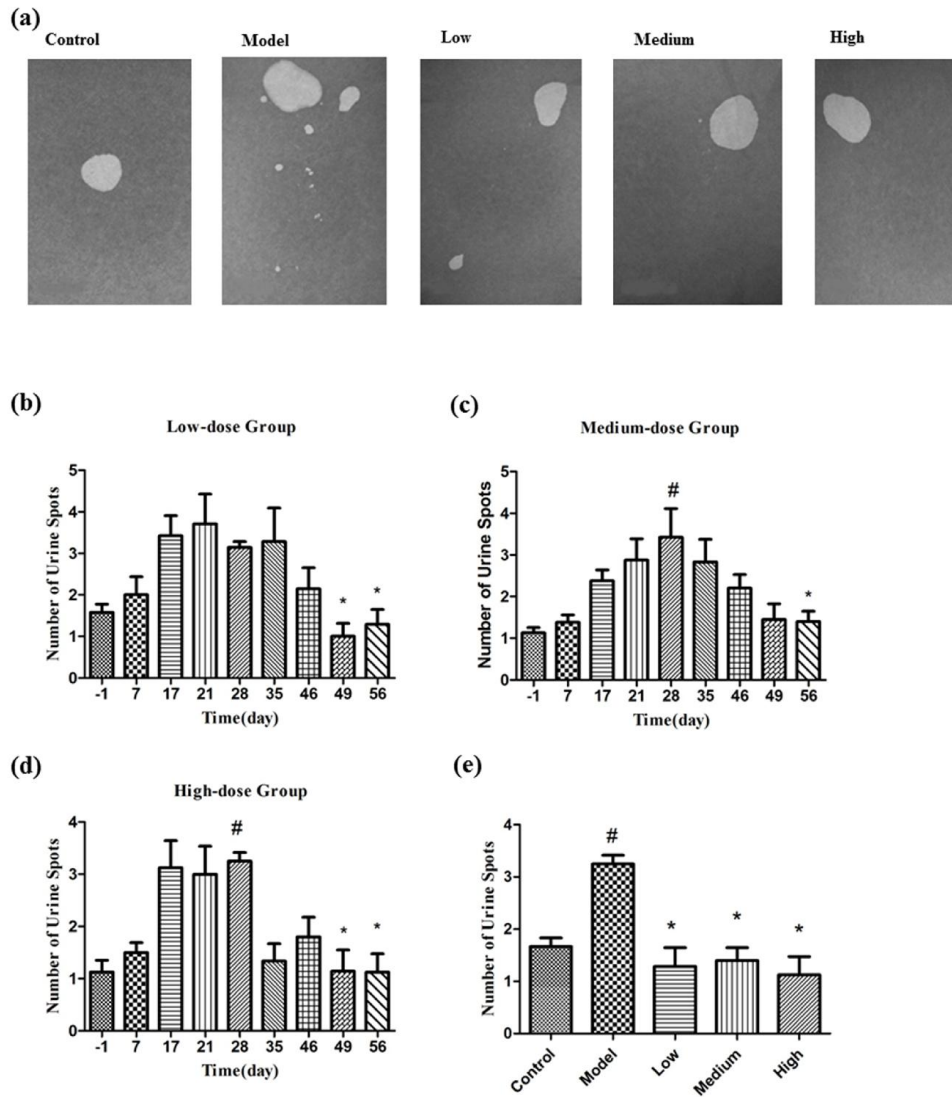 (a)
Control Model Low Medium High
(b)
Low-dose Group
Number of Urine Spots
5
4
3
2
1
0
* *
-1 7 17 21 28 35 46 49 56
Time(day)
(c)
Medium-dose Group
Number of Urine Spots
5
4
3
2
1
0
#
*
-1 7 17 21 28 35 46 49 56
Time(day)
(d)
High-dose Group
Number of Urine Spots
4
3
2
1
0
#
* *
-1 7 17 21 28 35 46 49 56
Time(day)
(e)
Number of Urine Spots
4
3
2
1
0
#
* * *
Control Model Low Medium High